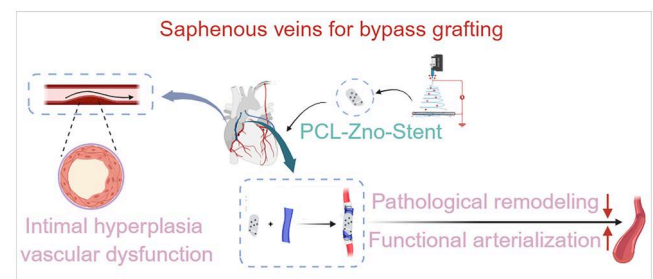 Saphenous veins for bypass grafting
PCL-Zno-Stent
Intimal hyperplasia
vascular dysfunction
+
Pathological remodeling
Functional arterialization